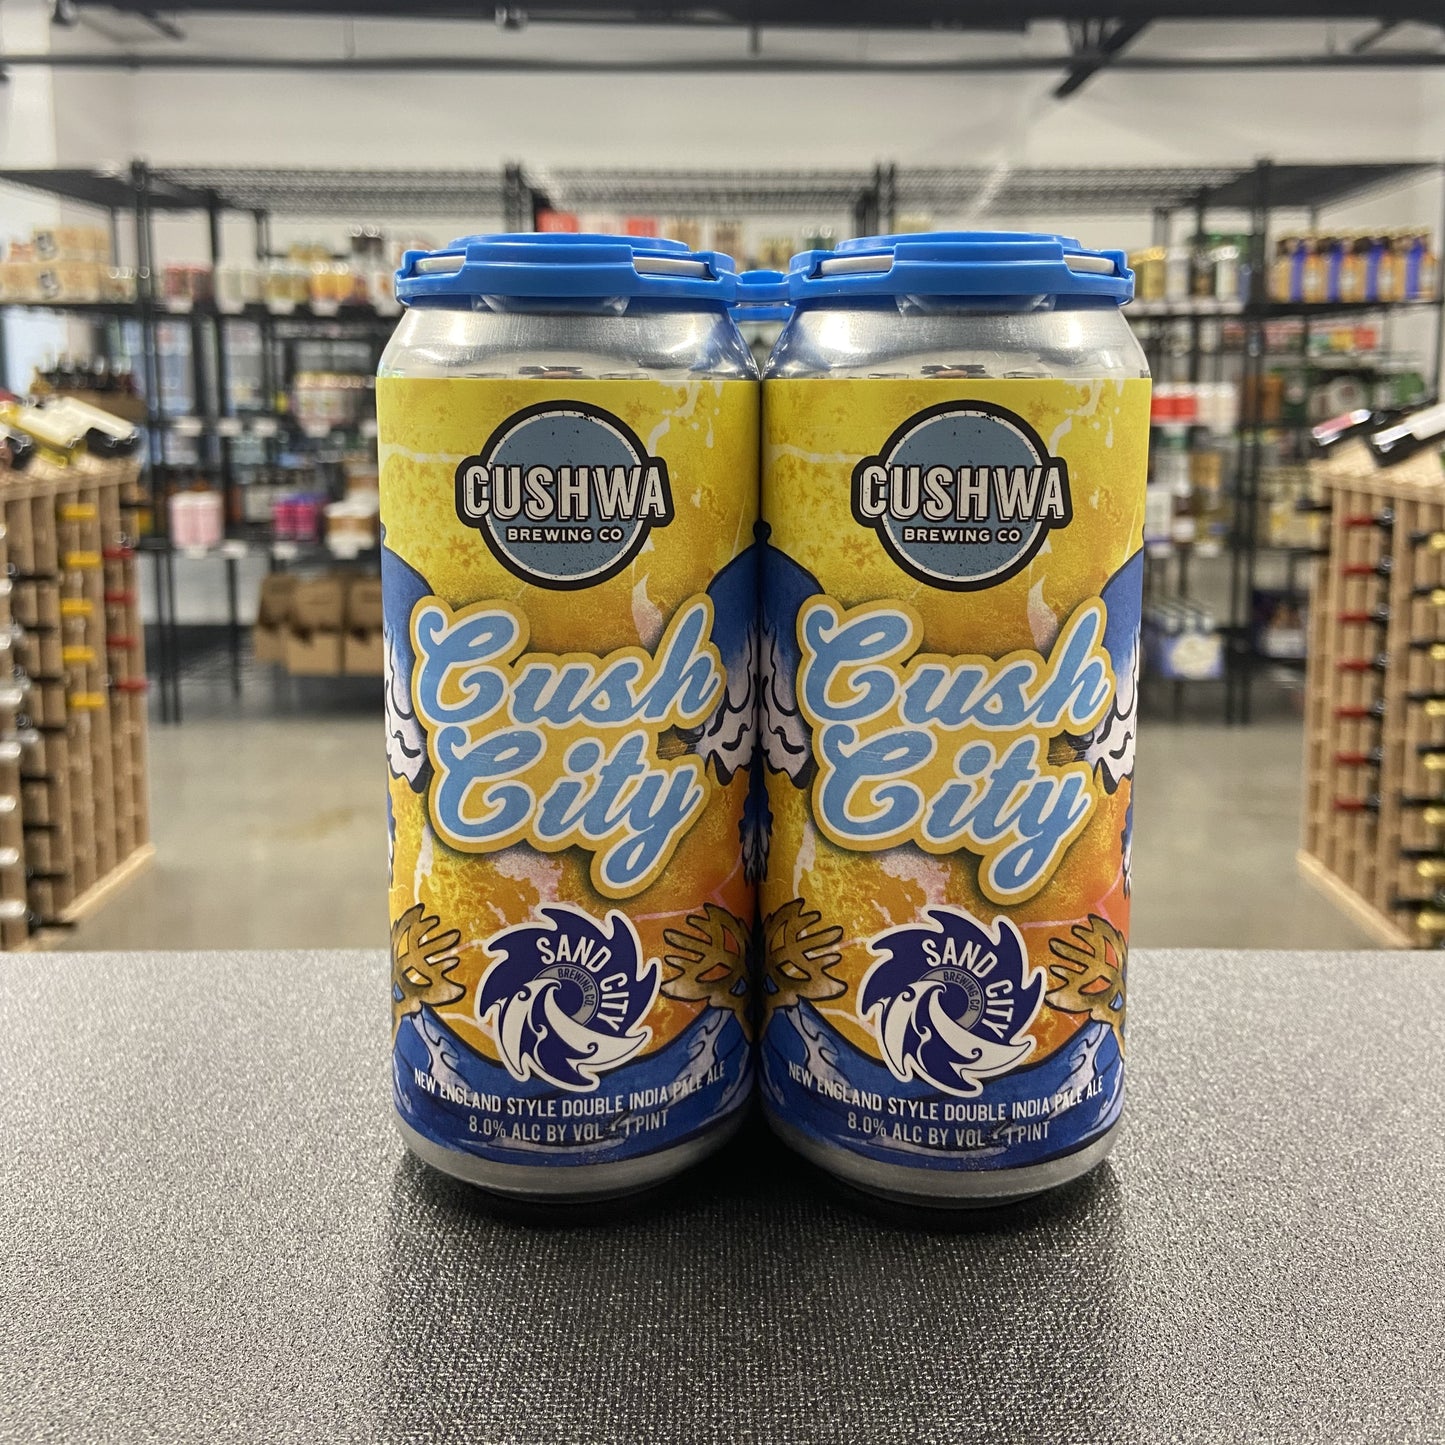 CUSHWA
BREWING CO
Cush
City
SAND CITY
BREWING CO.
NEW ENGLAND STYLE DOUBLE INDIA PALE ALE
8.0% ALC BY VOL • 1 PINT
CUSHWA
BREWING CO
Cush
City
SAND CITY
BREWING CO.
NEW ENGLAND STYLE DOUBLE INDIA PALE ALE
8.0% ALC BY VOL • 1 PINT